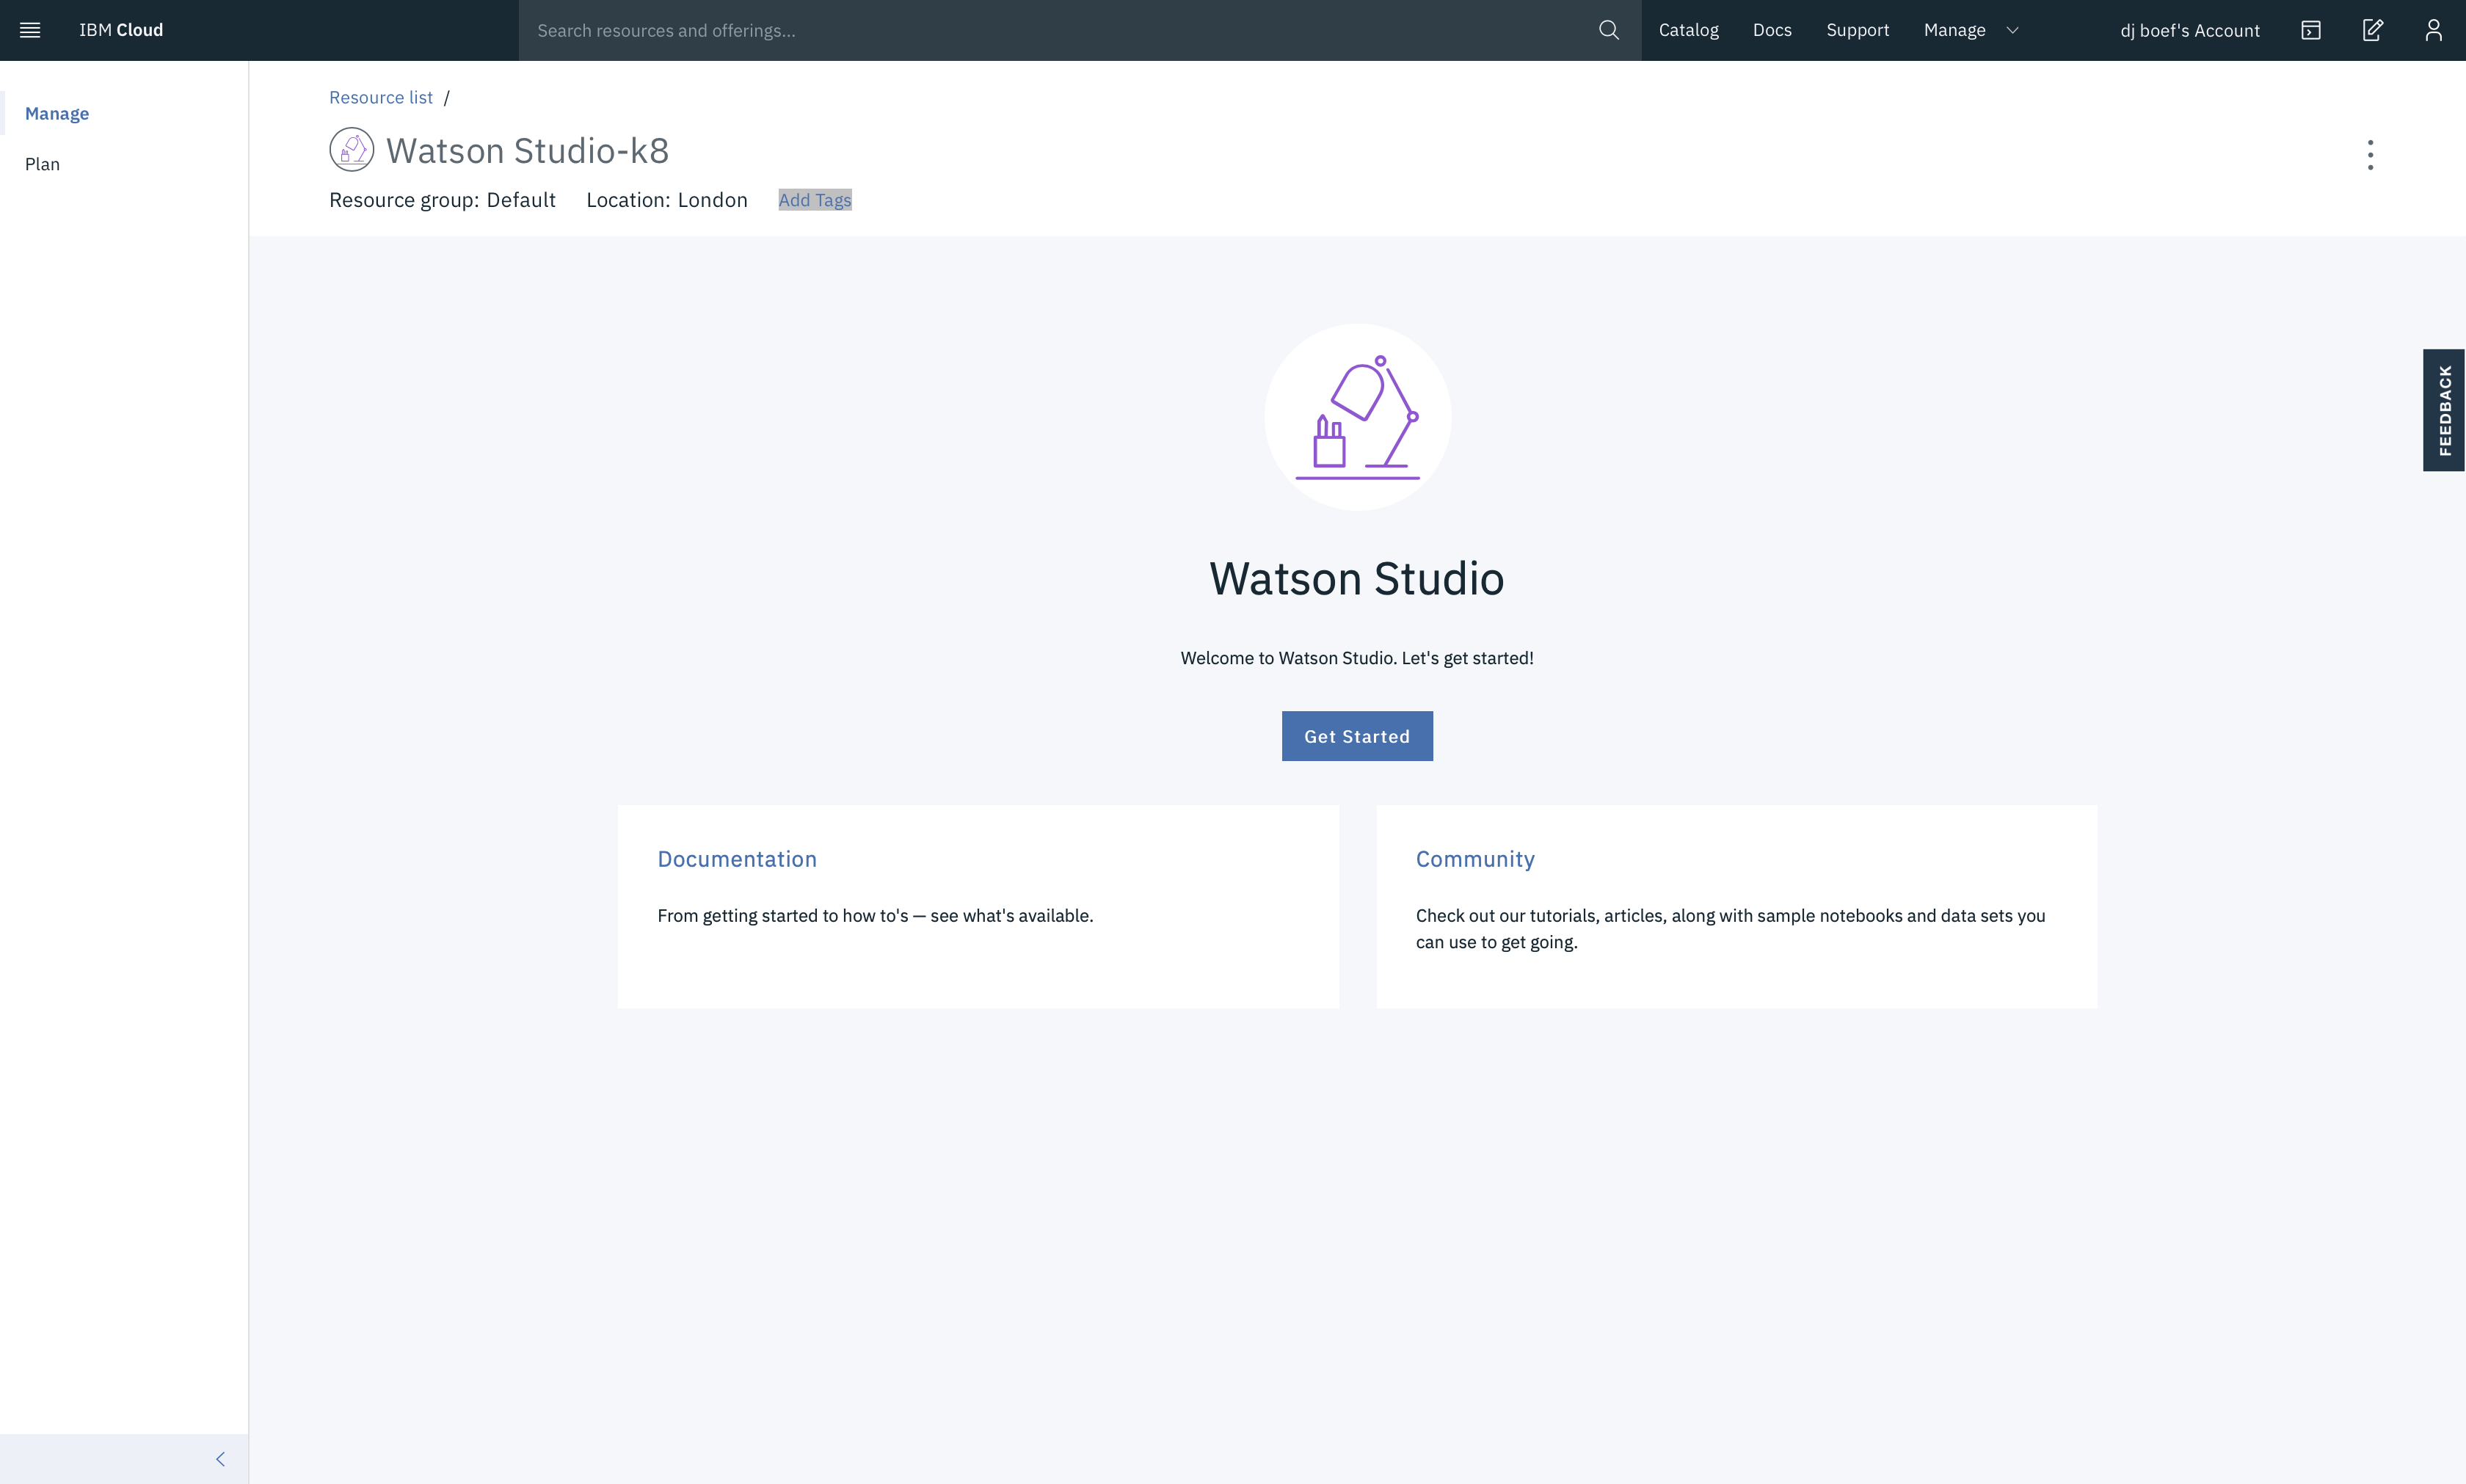 IBM Cloud
Search resources and offerings...
Catalog
Docs
Support
Manage
dj boef's Account
Manage
Plan
Resource list /
Watson Studio-k8
Resource group: Default
Location: London
Add Tags
FEEDBACK
Watson Studio
Welcome to Watson Studio. Let's get started!
Get Started
Documentation
From getting started to how to's — see what's available.
Community
Check out our tutorials, articles, along with sample notebooks and data sets you
can use to get going.